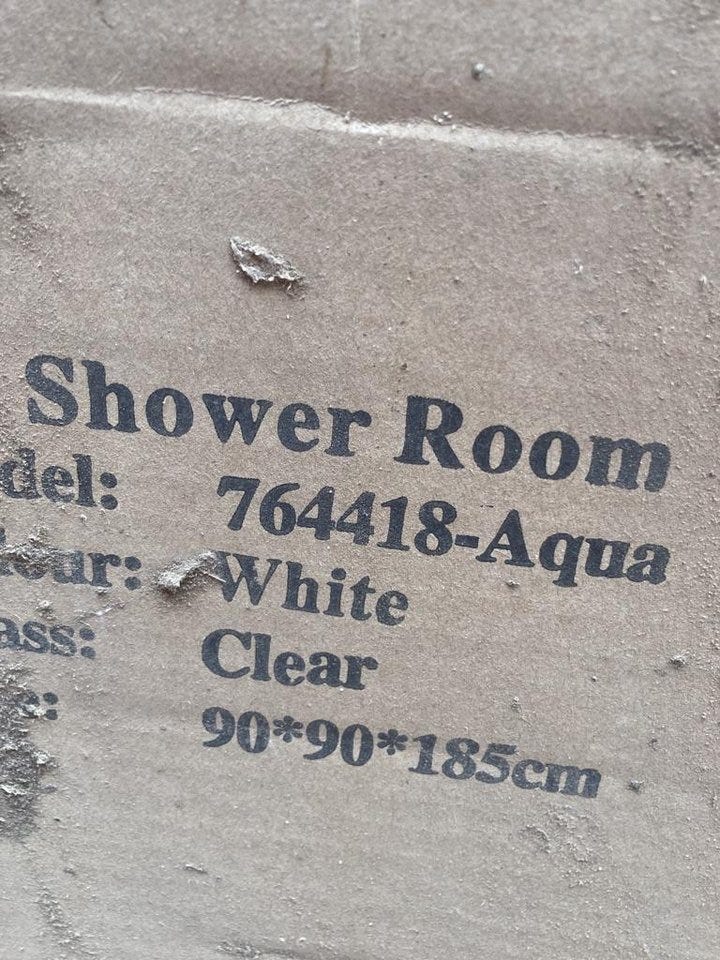 Shower Room
del: 764418-Aqua
our: White
ass: Clear
e: 90*90*185cm